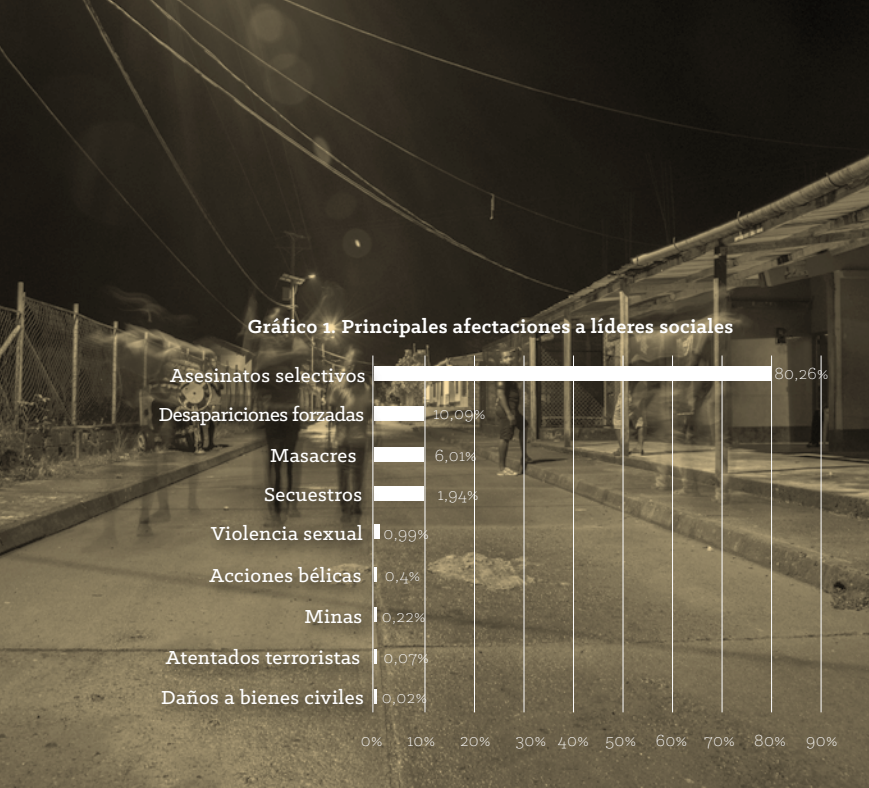 Gráfico 1. Principales afectaciones a líderes sociales
Asesinatos selectivos 80,26%
Desapariciones forzadas 10,09%
Masacres 6,01%
Secuestros 1,94%
Violencia sexual 0,99%
Acciones bélicas 0,4%
Minas 0,22%
Atentados terroristas 0,07%
Daños a bienes civiles 0,02%
0% 10% 20% 30% 40% 50% 60% 70% 80% 90%